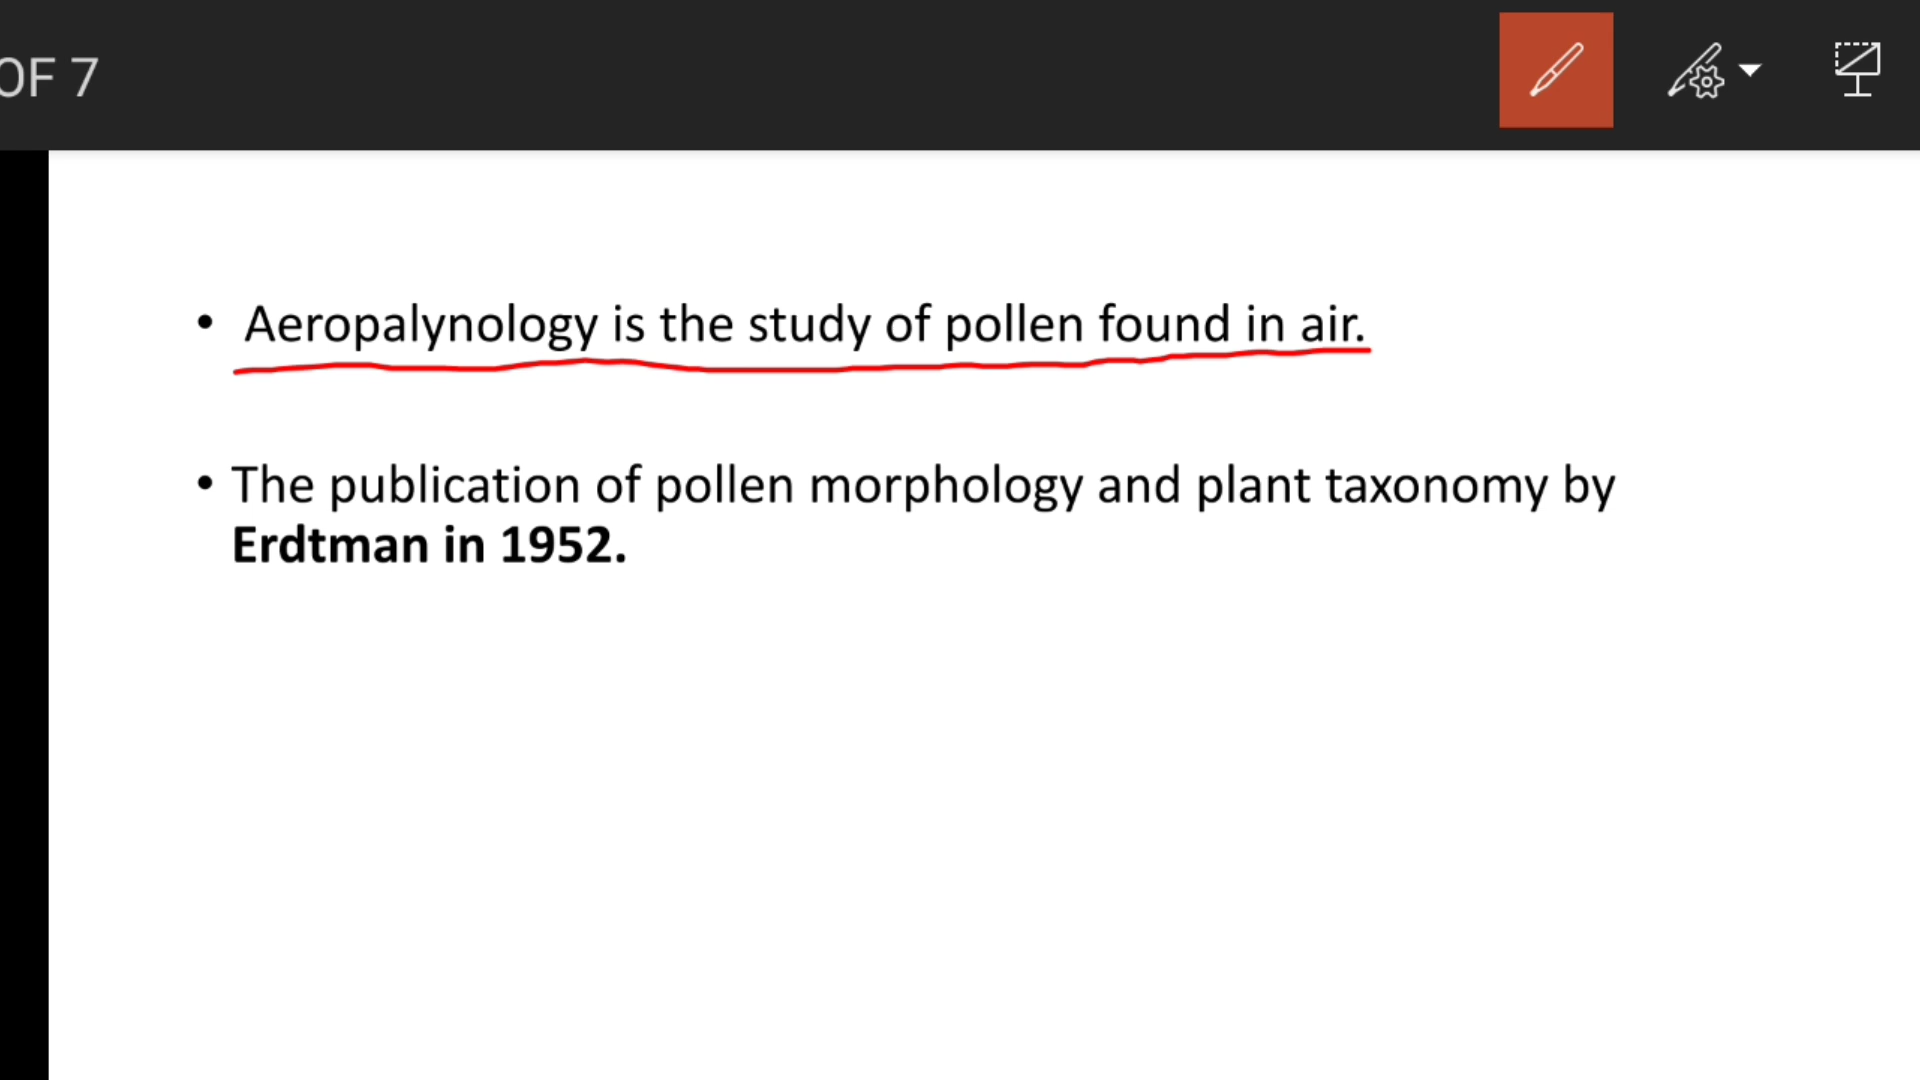 OF 7
• Aeropalynology is the study of pollen found in air.
• The publication of pollen morphology and plant taxonomy by
Erdtman in 1952.